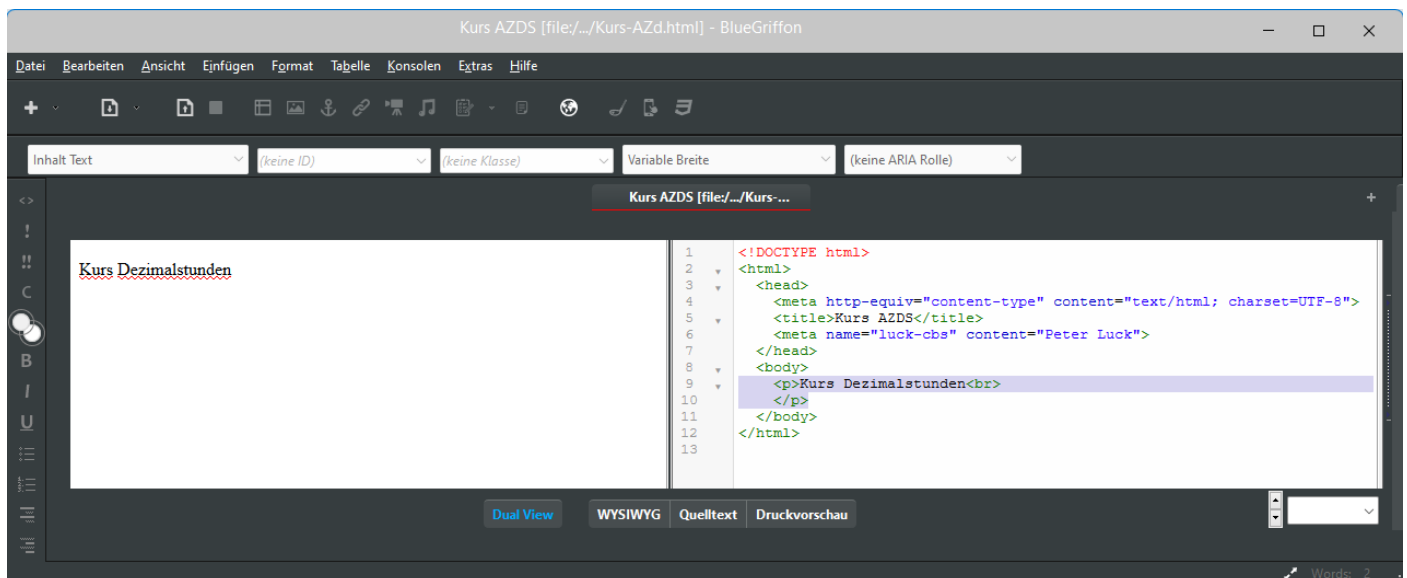 Kurs AZDS [file:/.../Kurs-AZd.html] - BlueGriffon
Datei Bearbeiten Ansicht Einfügen Format Tabelle Konsolen Extras Hilfe
Inhalt Text (keine ID) (keine Klasse) Variable Breite (keine ARIA Rolle)
Kurs AZDS [file:/.../Kurs-...
Kurs Dezimalstunden
1 <!DOCTYPE html>
2 <html>
3 <head>
4 <meta http-equiv="content-type" content="text/html; charset=UTF-8">
5 <title>Kurs AZDS</title>
6 <meta name="luck-cbs" content="Peter Luck">
7 </head>
8 <body>
9 <p>Kurs Dezimalstunden<br>
10 </p>
11 </body>
12 </html>
13
! 
!!
C
B
I
U
Dual View WYSIWYG Quelltext Druckvorschau
Words: 2